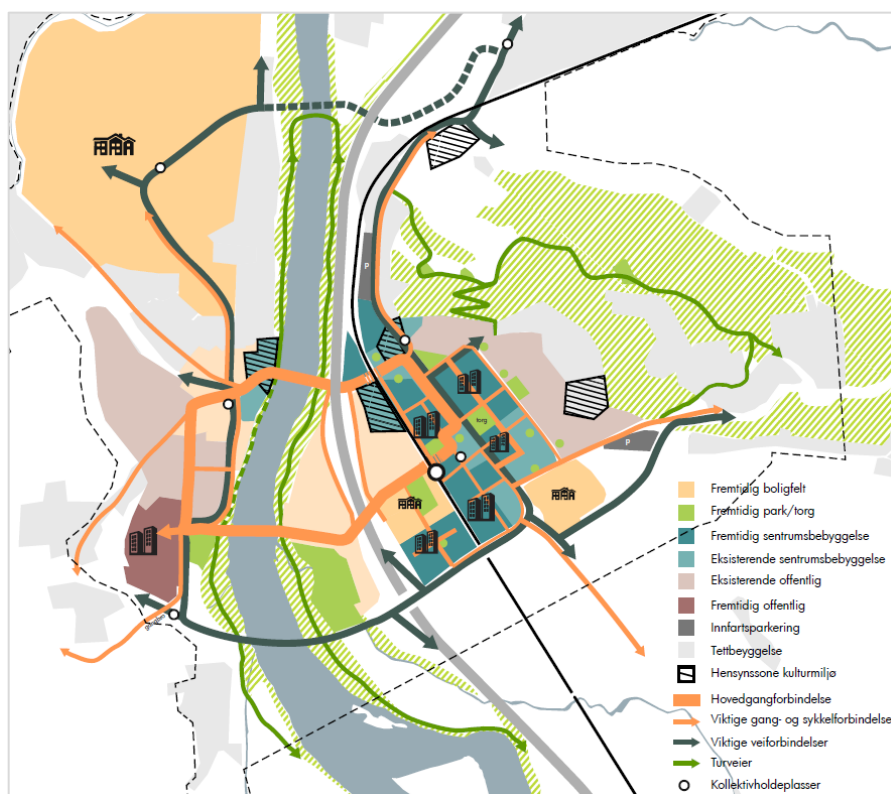 P
torg
P
Fremtidig boligfelt
Fremtidig park/torg
Fremtidig sentrumsbebyggelse
Eksisterende sentrumsbebyggelse
Eksisterende offentlig
Fremtidig offentlig
Innfartsparkering
Tettbeyggelse
Hensynssone kulturmiljø
Hovedgangforbindelse
Viktige gang- og sykkelforbindelse
Viktige veiforbindelser
Turveier
Kollektivholdeplasser